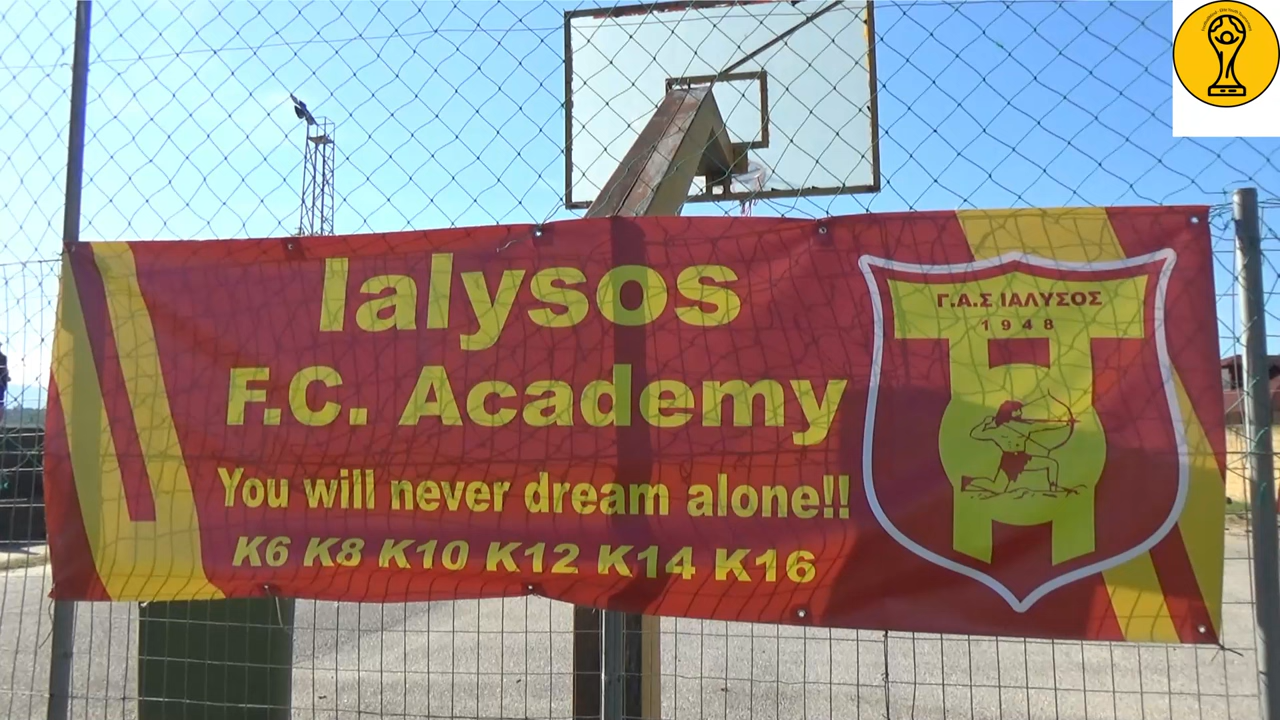 Ialysos
F.C. Academy
You will never dream alone!!
K6 K8 K10 K12 K14 K16
Γ.Α.Σ ΙΑΛΥΣΟΣ
1948